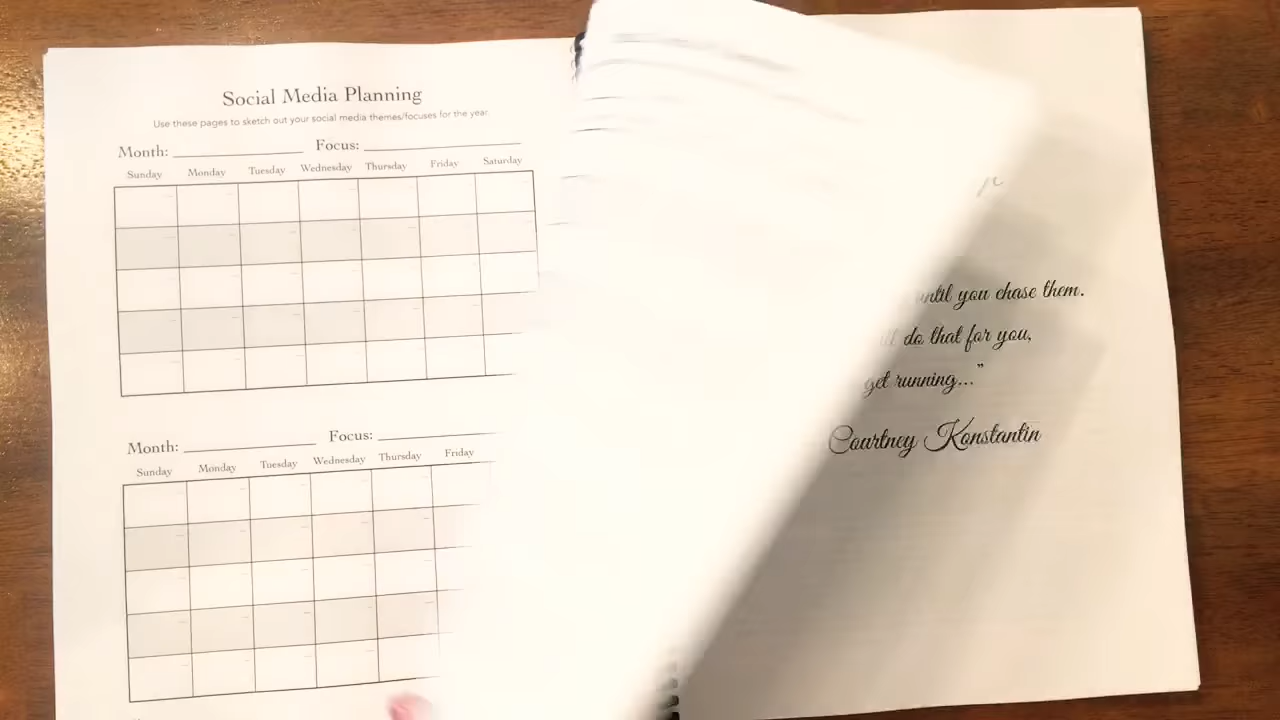 Social Media Planning
Use these pages to sketch out your social media themes/focuses for the year.
Month: Focus:
Sunday Monday Tuesday Wednesday Thursday Friday Saturday
Month: Focus:
Sunday Monday Tuesday Wednesday Thursday Friday
until you chase them.
do that for you,
get running..."
Courtney Konstantin